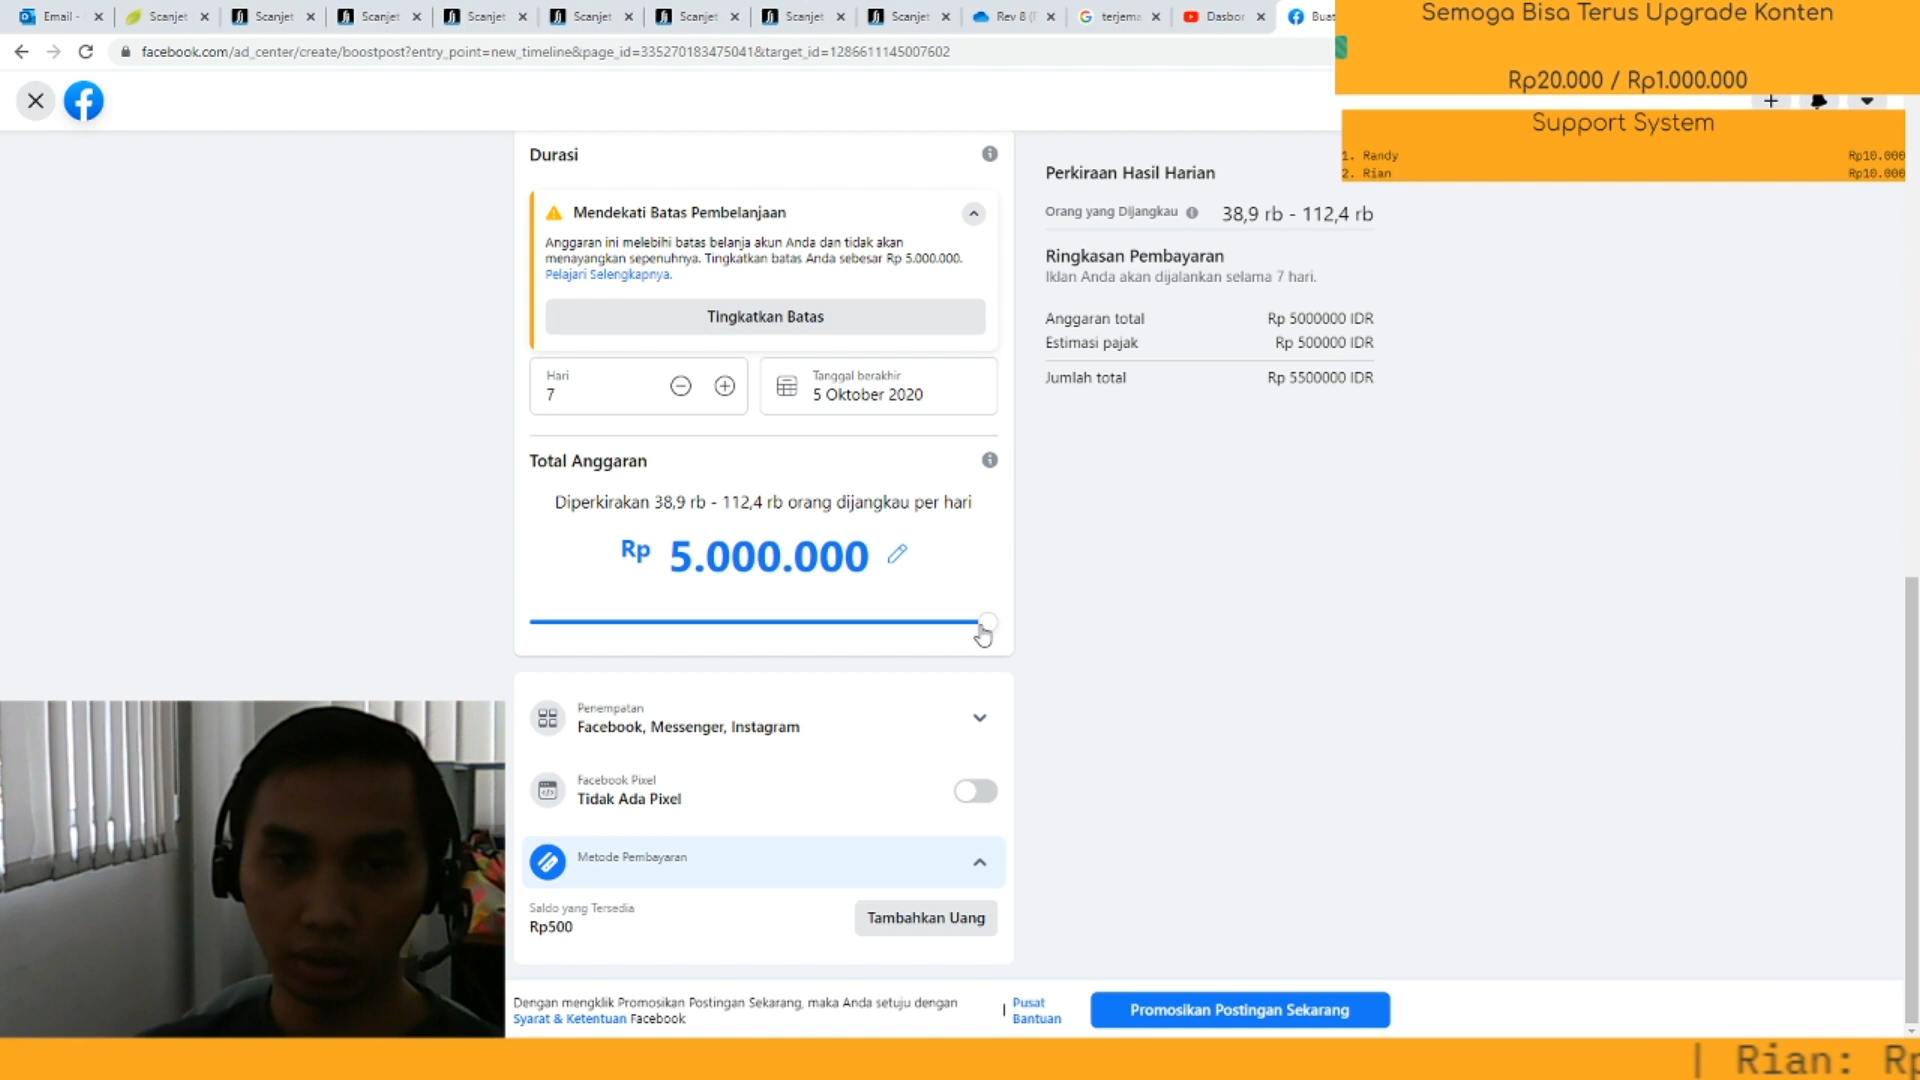 Email -
Scanjet
Scanjet
Scanjet
Scanjet
Scanjet
Scanjet
Scanjet
Scanjet
Rev 8 (
terjema
Dasbor
Buat
facebook.com/ad_center/create/boostpost?entry_point=new_timeline&page_id=335270183475041&target_id=1286611145007602
Semoga Bisa Terus Upgrade Konten
Rp20.000 / Rp1.000.000
Support System
1. Randy Rp10.000
2. Rian Rp10.000
Durasi
Mendekati Batas Pembelanjaan
Anggaran ini melebihi batas belanja akun Anda dan tidak akan
menayangkan sepenuhnya. Tingkatkan batas Anda sebesar Rp 5.000.000.
Pelajari Selengkapnya.
Tingkatkan Batas
Hari
7
Tanggal berakhir
5 Oktober 2020
Total Anggaran
Diperkirakan 38,9 rb - 112,4 rb orang dijangkau per hari
Rp 5.000.000
Penempatan
Facebook, Messenger, Instagram
Facebook Pixel
Tidak Ada Pixel
Metode Pembayaran
Saldo yang Tersedia
Rp500
Tambahkan Uang
Perkiraan Hasil Harian
Orang yang Dijangkau 38,9 rb - 112,4 rb
Ringkasan Pembayaran
Iklan Anda akan dijalankan selama 7 hari.
Anggaran total Rp 5000000 IDR
Estimasi pajak Rp 500000 IDR
Jumlah total Rp 5500000 IDR
Dengan mengklik Promosikan Postingan Sekarang, maka Anda setuju dengan
Syarat & Ketentuan Facebook
| Pusat
Bantuan
Promosikan Postingan Sekarang
| Rian: Rp